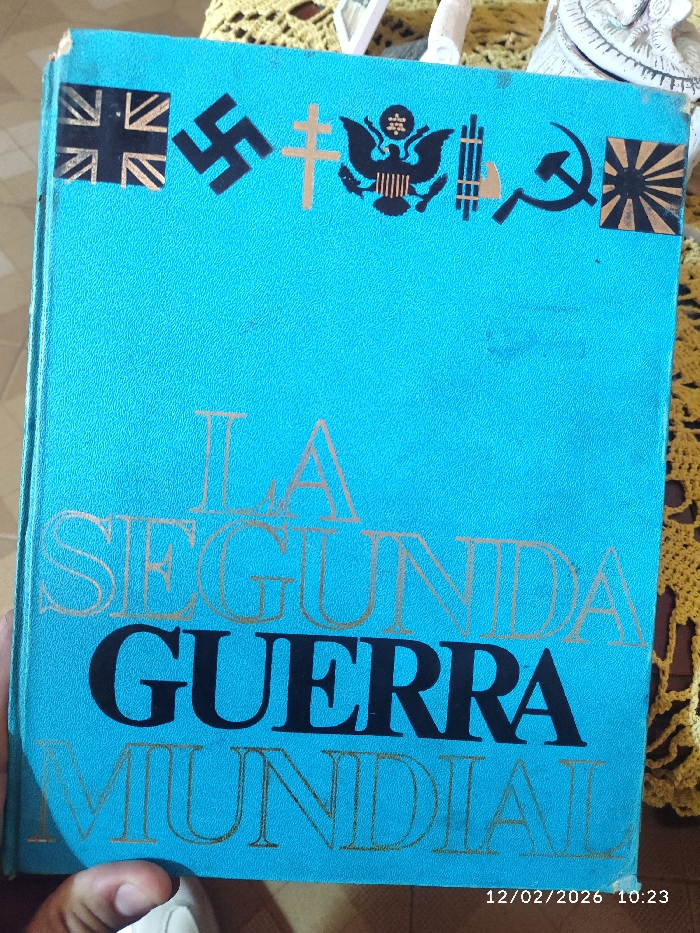 LA
SEGUNDA
GUERRA
MUNDIAL
12/02/2026 10:23